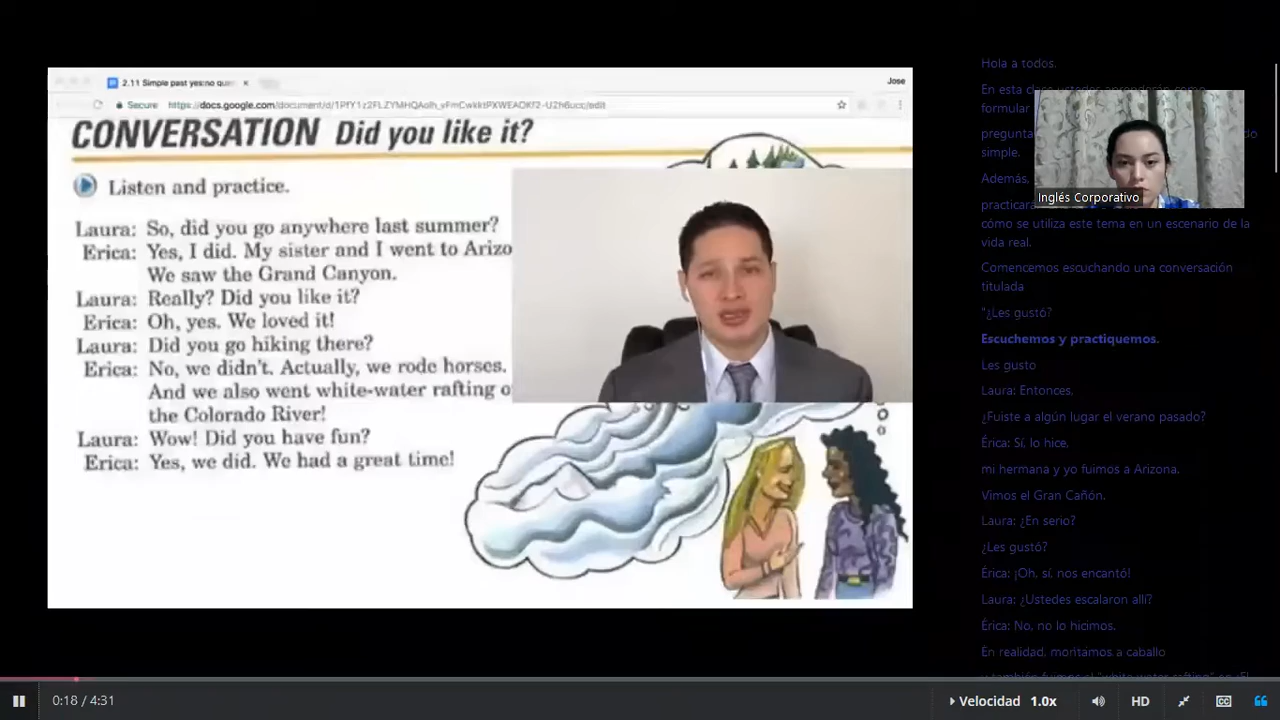 2.11 Simple past yes:no que
Jose
Secure https://docs.google.com/document/d/
CONVERSATION Did you like it?
Listen and practice.
Laura: So, did you go anywhere last summer?
Erica: Yes, I did. My sister and I went to Arizo
We saw the Grand Canyon.
Laura: Really? Did you like it?
Erica: Oh, yes. We loved it!
Laura: Did you go hiking there?
Erica: No, we didn't. Actually, we rode horses.
And we also went white-water rafting o
the Colorado River!
Laura: Wow! Did you have fun?
Erica: Yes, we did. We had a great time!
Hola a todos.
En esta clase ustedes aprenderán como
formular
simple.
Además,
Inglés Corporativo
cómo se utiliza este tema en un escenario de la
vida real.
Comencemos escuchando una conversación
titulada
"¿Les gustó?
Escuchemos y practiquemos.
Les gusto
Laura: Entonces,
¿Fuiste a algún lugar el verano pasado?
Érica: Sí, lo hice,
mi hermana y yo fuimos a Arizona.
Vimos el Gran Cañón.
Laura: ¿En serio?
¿Les gustó?
Érica: ¡Oh, sí, nos encantó!
Laura: ¿Ustedes escalaron allí?
Érica: No, no lo hicimos.
En realidad, montamos a caballo
0:18 / 4:31
Velocidad 1.0x
HD
CC